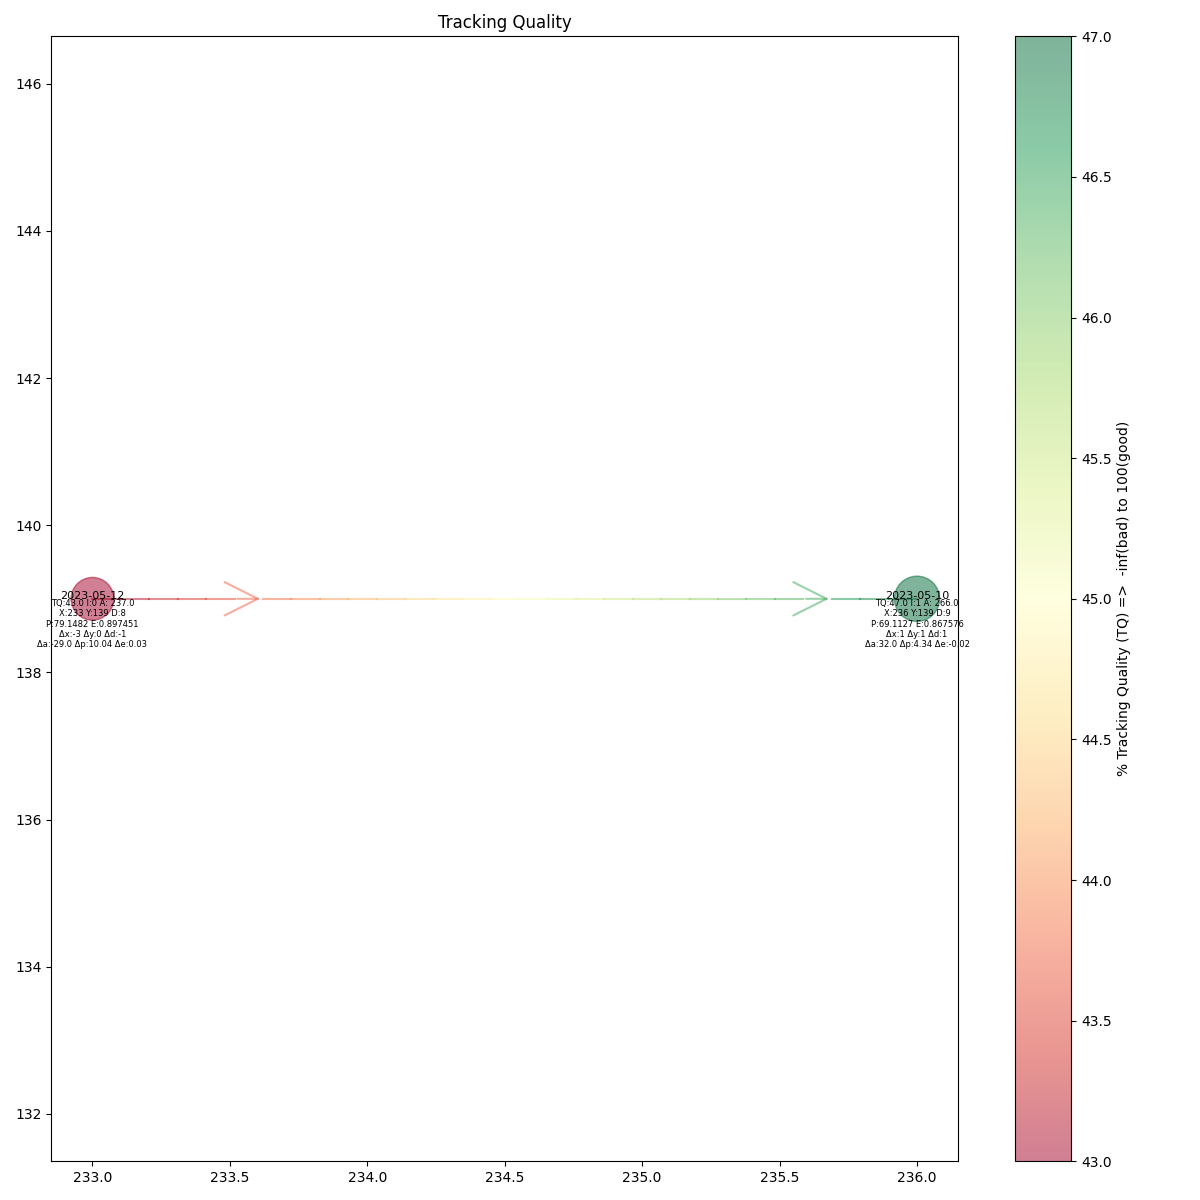 Tracking Quality
146
144
142
140
138
136
134
132
2023-05-12
TQ:43.0 I:0 A: 237.0
X:233 Y:139 D:8
P:79.1482 E:0.897451
Δx:-3 Δy:0 Δd:-1
Δa:-29.0 Δp:10.04 Δe:0.03
2023-05-10
TQ:47.0 I:1 A: 266.0
X:236 Y:139 D:9
P:69.1127 E:0.867576
Δx:1 Δy:1 Δd:1
Δa:32.0 Δp:4.34 Δe:-0.02
233.0 233.5 234.0 234.5 235.0 235.5 236.0
47.0
46.5
46.0
45.5
45.0
44.5
44.0
43.5
43.0
% Tracking Quality (TQ) => -inf(bad) to 100(good)